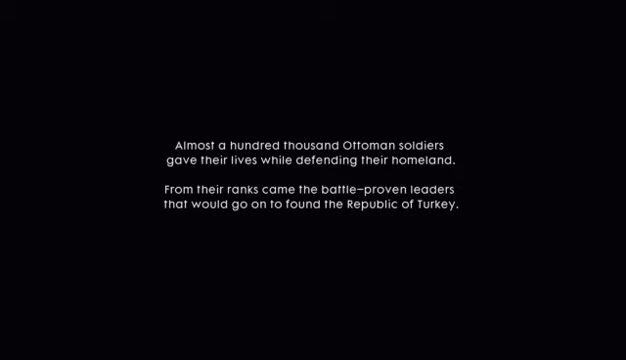 Almost a hundred thousand Ottoman soldiers
gave their lives while defending their homeland.
From their ranks came the battle-proven leaders
that would go on to found the Republic of Turkey.